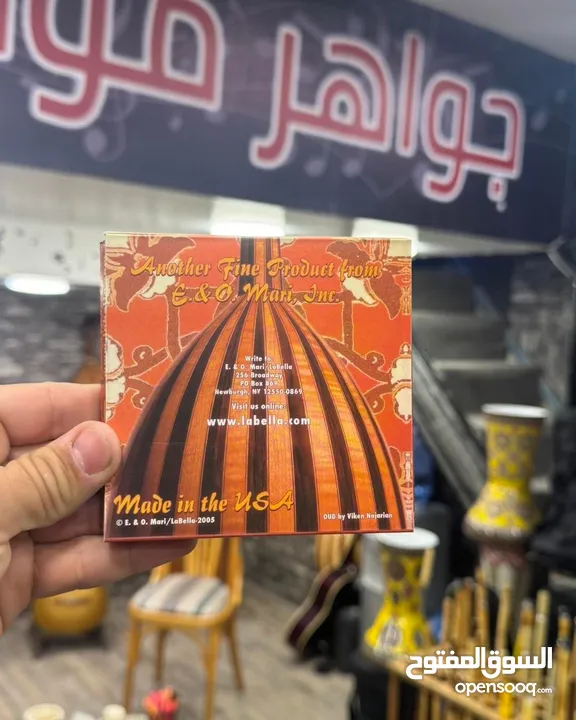 جواهر
Another Fine Product from
E. & O. Mari, Inc.
Write to
E. & O. Mari/LaBella
256 Broadway
PO Box 869
Newburgh, NY 12550-0869
Visit us online:
www.labella.com
Made in the USA
© E. & O. Mari/LaBella-2005
OUD by Viken Najarian
السوق المفتوح
opensooq.com